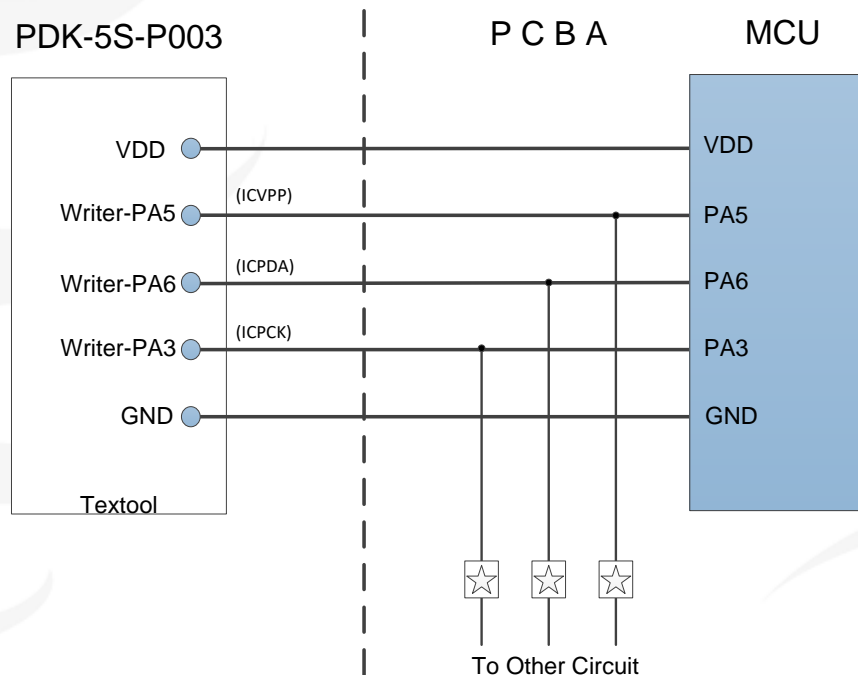 PDK-5S-P003
P C B A
MCU
VDD
VDD
Writer-PA5
(ICVPP)
PA5
Writer-PA6
(ICPDA)
PA6
Writer-PA3
(ICPCK)
PA3
GND
GND
Textool
To Other Circuit